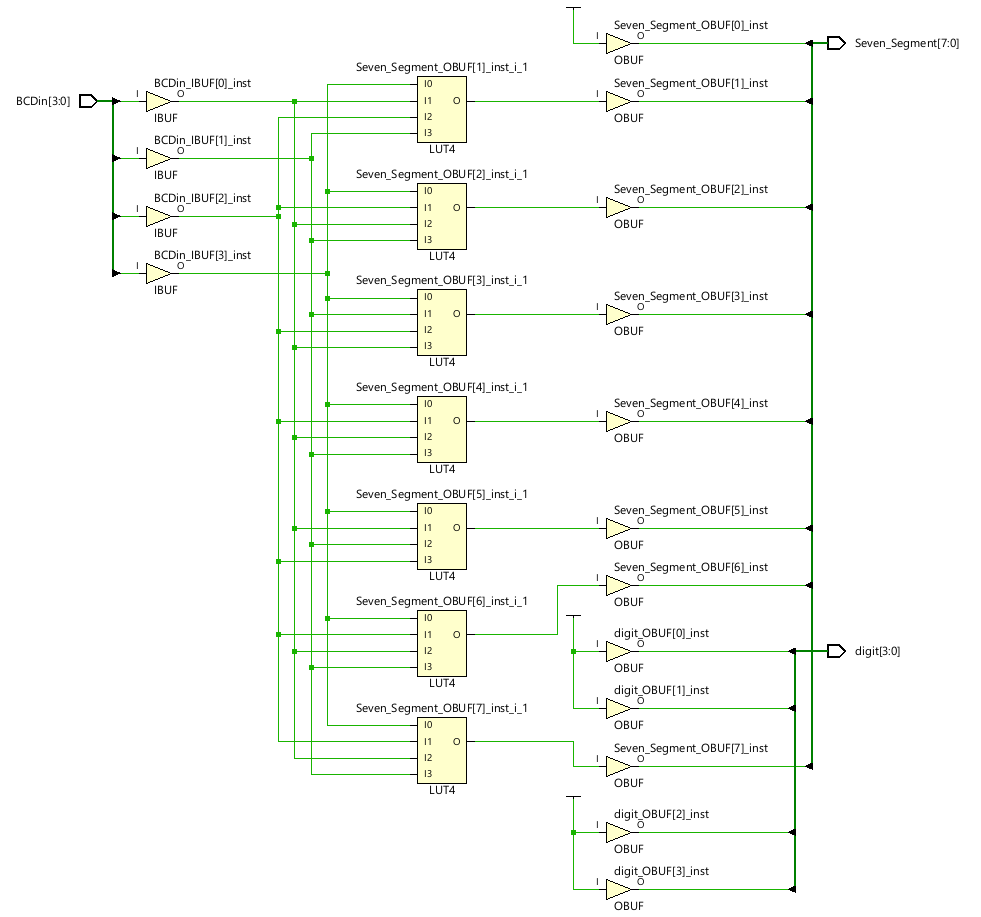 BCDin[3:0]
BCDin_IBUF[0]_inst
I
O
IBUF
BCDin_IBUF[1]_inst
I
O
IBUF
BCDin_IBUF[2]_inst
I
O
IBUF
BCDin_IBUF[3]_inst
I
O
IBUF
Seven_Segment_OBUF[1]_inst_i_1
I0
I1
O
I2
I3
LUT4
Seven_Segment_OBUF[2]_inst_i_1
I0
I1
O
I2
I3
LUT4
Seven_Segment_OBUF[3]_inst_i_1
I0
I1
O
I2
I3
LUT4
Seven_Segment_OBUF[4]_inst_i_1
I0
I1
O
I2
I3
LUT4
Seven_Segment_OBUF[5]_inst_i_1
I0
I1
O
I2
I3
LUT4
Seven_Segment_OBUF[6]_inst_i_1
I0
I1
O
I2
I3
LUT4
Seven_Segment_OBUF[7]_inst_i_1
I0
I1
O
I2
I3
LUT4
Seven_Segment_OBUF[0]_inst
I
O
OBUF
Seven_Segment_OBUF[1]_inst
I
O
OBUF
Seven_Segment_OBUF[2]_inst
I
O
OBUF
Seven_Segment_OBUF[3]_inst
I
O
OBUF
Seven_Segment_OBUF[4]_inst
I
O
OBUF
Seven_Segment_OBUF[5]_inst
I
O
OBUF
Seven_Segment_OBUF[6]_inst
I
O
OBUF
digit_OBUF[0]_inst
I
O
OBUF
digit_OBUF[1]_inst
I
O
OBUF
Seven_Segment_OBUF[7]_inst
I
O
OBUF
digit_OBUF[2]_inst
I
O
OBUF
digit_OBUF[3]_inst
I
O
OBUF
Seven_Segment[7:0]
digit[3:0]